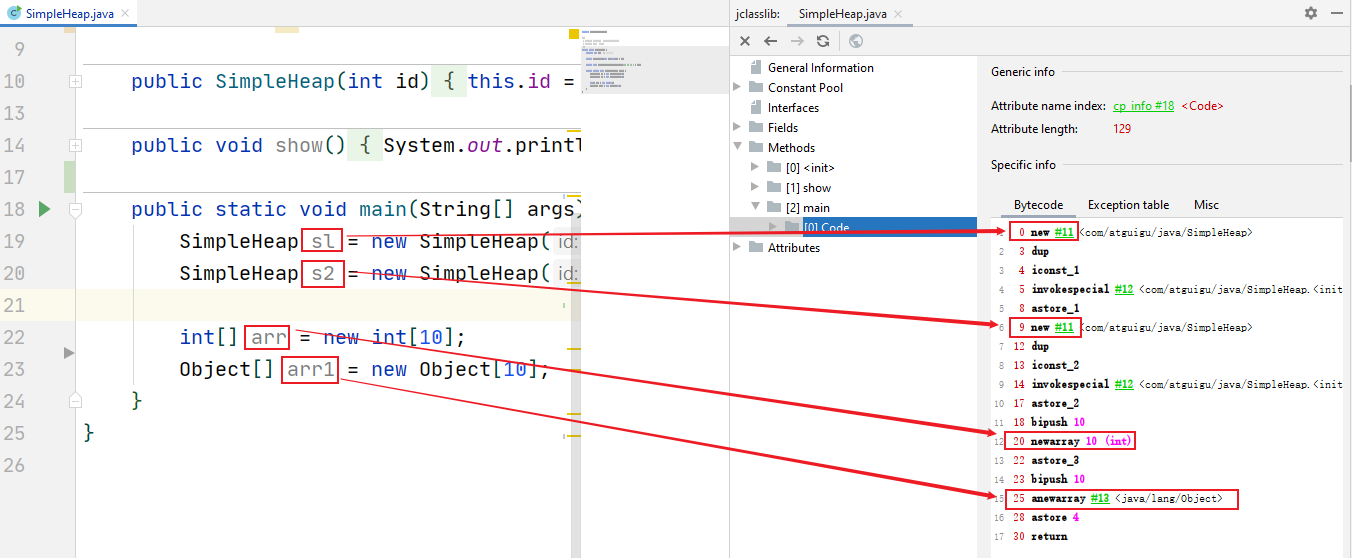 SimpleHeap.java
9
10 public SimpleHeap(int id) { this.id =
13
14 public void show() { System.out.printl
17
18 public static void main(String[] args)
19 SimpleHeap sl = new SimpleHeap( id:
20 SimpleHeap s2 = new SimpleHeap( id:
21
22 int[] arr = new int[10];
23 Object[] arr1 = new Object[10];
24 }
25 }
26
jclasslib: SimpleHeap.java
General Information
Constant Pool
Interfaces
Fields
Methods
[0] <init>
[1] show
[2] main
[0] Code
Attributes
Generic info
Attribute name index: cp_info #18 <Code>
Attribute length: 129
Specific info
Bytecode Exception table Misc
1 0 new #11 <com/atguigu/java/SimpleHeap>
2 3 dup
3 4 iconst_1
4 5 invokespecial #12 <com/atguigu/java/SimpleHeap.<init
5 8 astore_1
6 9 new #11 <com/atguigu/java/SimpleHeap>
7 12 dup
8 13 iconst_2
9 14 invokespecial #12 <com/atguigu/java/SimpleHeap.<init
10 17 astore_2
11 18 bipush 10
12 20 newarray 10 (int)
13 22 astore_3
14 23 bipush 10
15 25 anewarray #13 <java/lang/Object>
16 28 astore 4
17 30 return